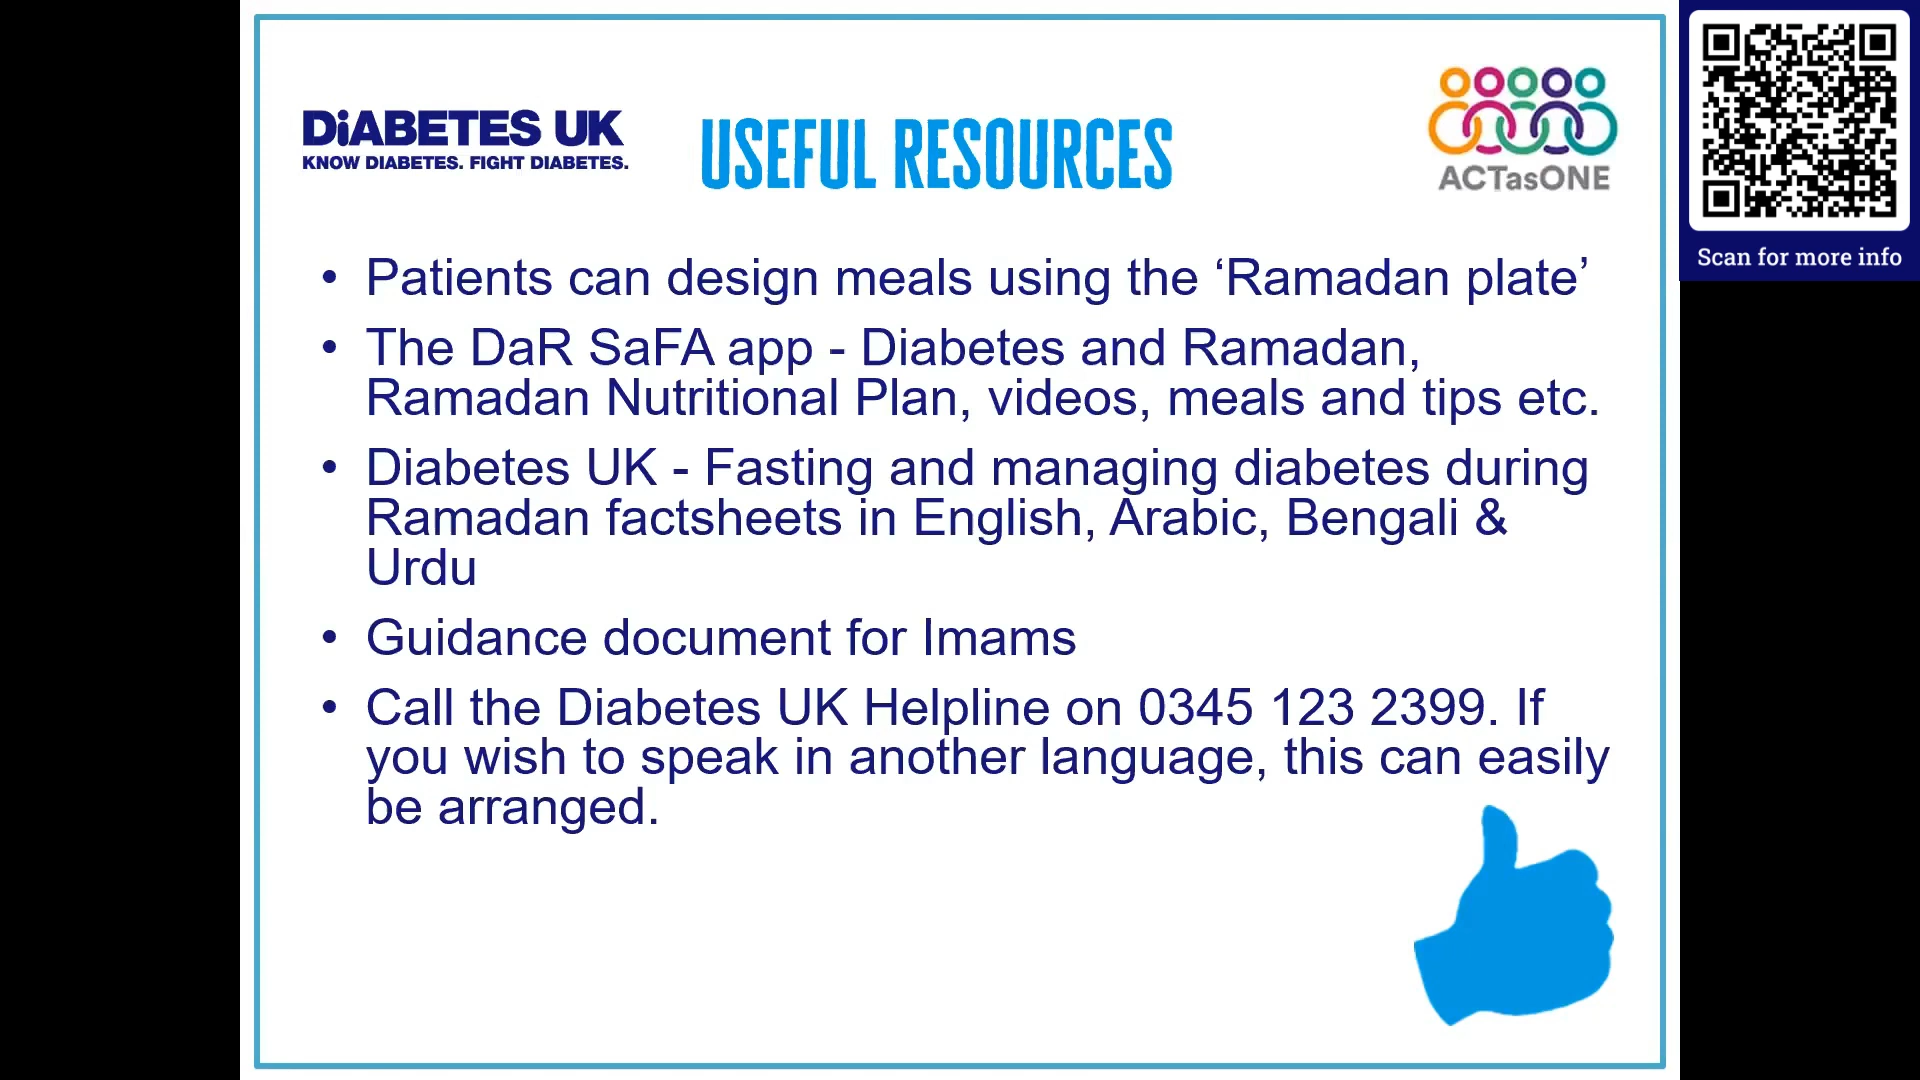 DiABETES UK
KNOW DIABETES. FIGHT DIABETES.
USEFUL RESOURCES
ACTasONE
Scan for more info
• Patients can design meals using the ‘Ramadan plate’
• The DaR SaFA app - Diabetes and Ramadan,
Ramadan Nutritional Plan, videos, meals and tips etc.
• Diabetes UK - Fasting and managing diabetes during
Ramadan factsheets in English, Arabic, Bengali &
Urdu
• Guidance document for Imams
• Call the Diabetes UK Helpline on 0345 123 2399. If
you wish to speak in another language, this can easily
be arranged.